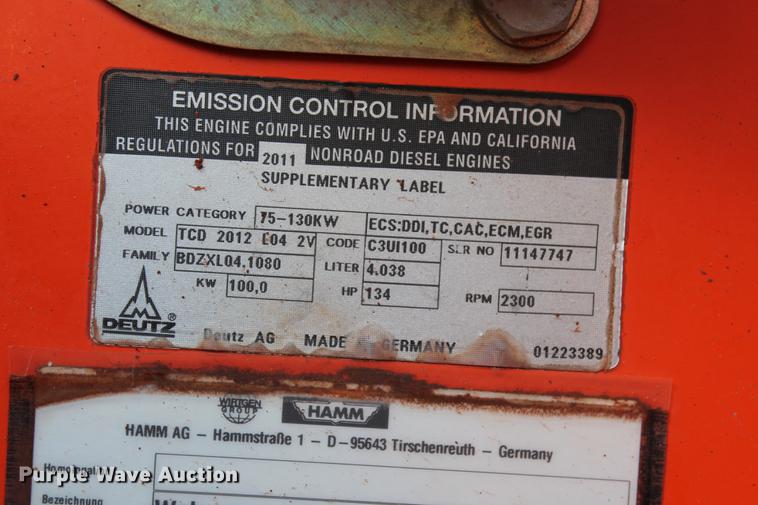 EMISSION CONTROL INFORMATION
THIS ENGINE COMPLIES WITH U.S. EPA AND CALIFORNIA
REGULATIONS FOR 2011 NONROAD DIESEL ENGINES
SUPPLEMENTARY LABEL
POWER CATEGORY 75-130KW ECS:DDI,TC,CAC,ECM,EGR
MODEL TCD 2012 L04 2V CODE C3UI100 SER NO 11147747
FAMILY BDZXL04.1080 LITER 4.038
KW 100,0 HP 134 RPM 2300
DEUTZ
Deutz AG MADE GERMANY 01223389
WIRTGEN GROUP HAMM
HAMM AG – Hammstraße 1 – D–95643 Tirschenreuth – Germany
Purple Wave Auction
Bezeichnung